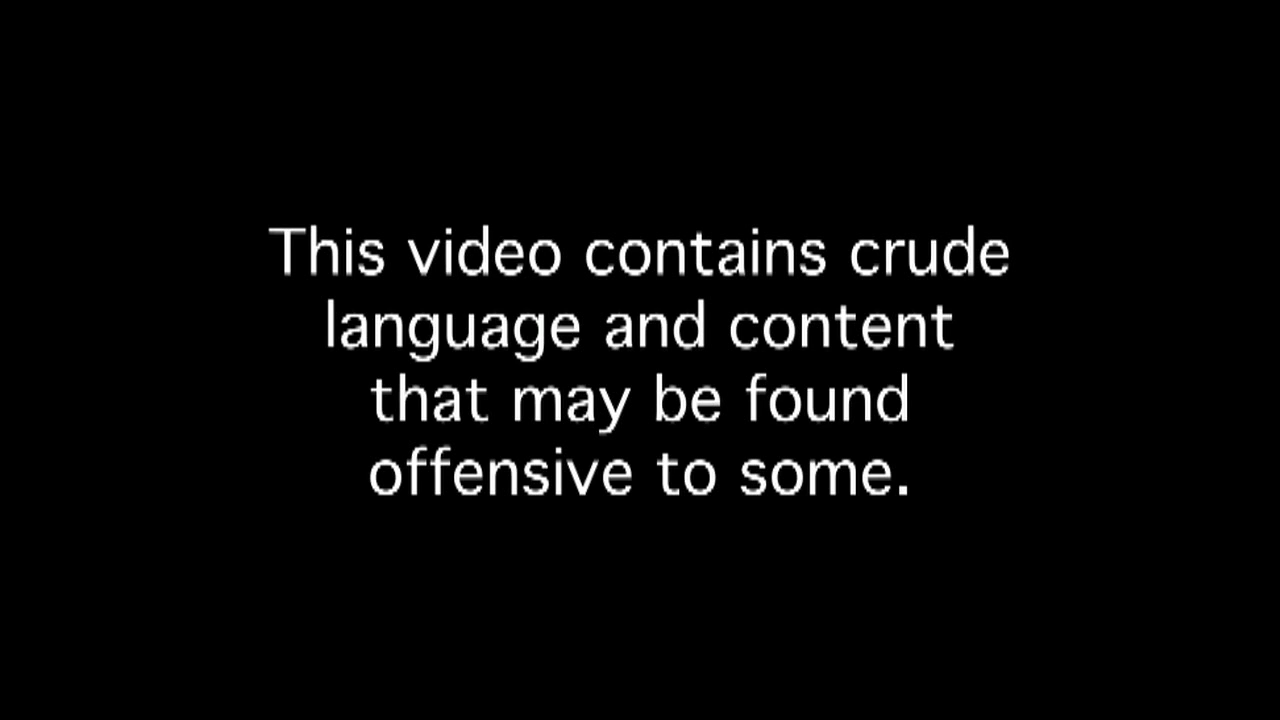 This video contains crude
language and content
that may be found
offensive to some.